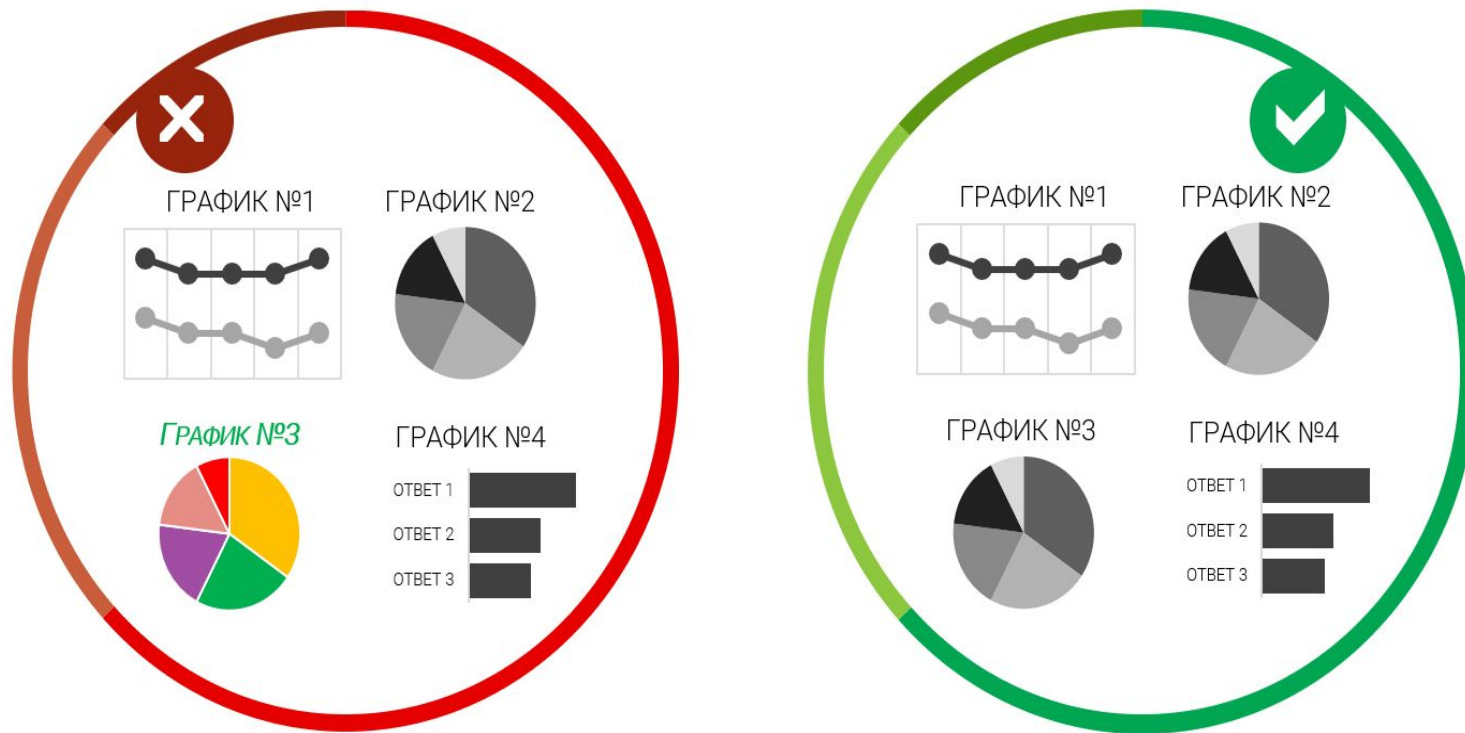 ГРАФИК №1
ГРАФИК №2
ГРАФИК №3
ГРАФИК №4
ОТВЕТ 1
ОТВЕТ 2
ОТВЕТ 3
ГРАФИК №1
ГРАФИК №2
ГРАФИК №3
ГРАФИК №4
ОТВЕТ 1
ОТВЕТ 2
ОТВЕТ 3